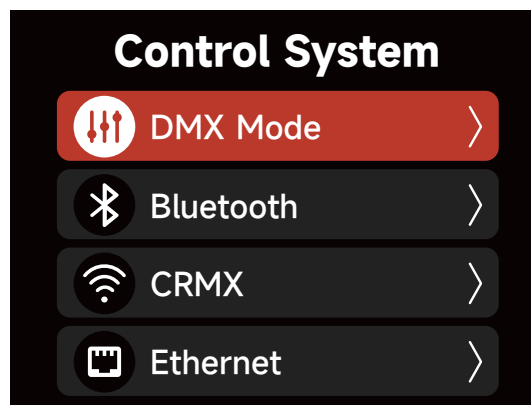 Control System
DMX Mode
Bluetooth
CRMX
Ethernet